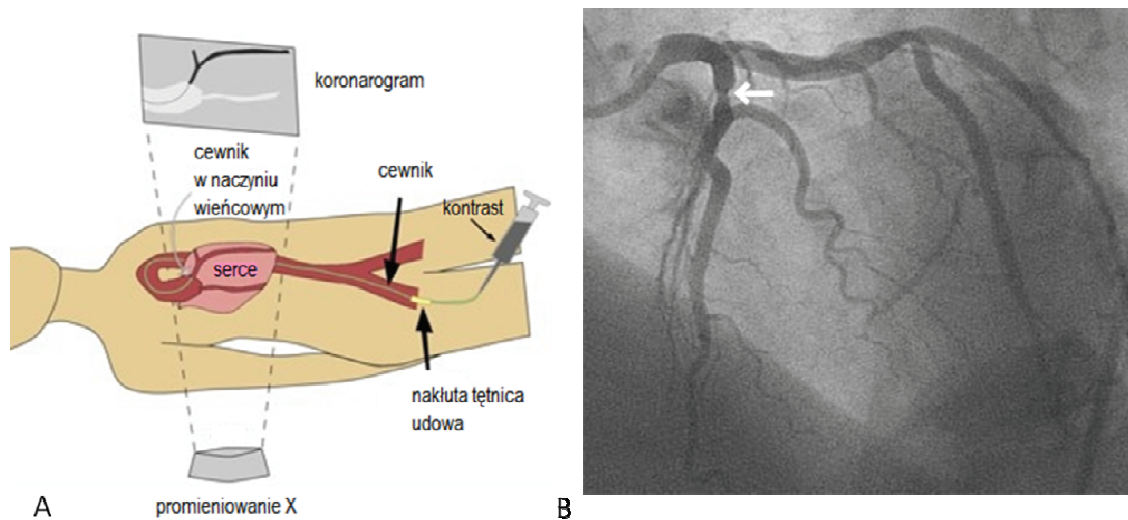 koronarogram
cewnik
w naczyniu
wieńcowym
cewnik
kontrast
serce
nakłuta tętnica
udowa
promieniowanie X
A
B